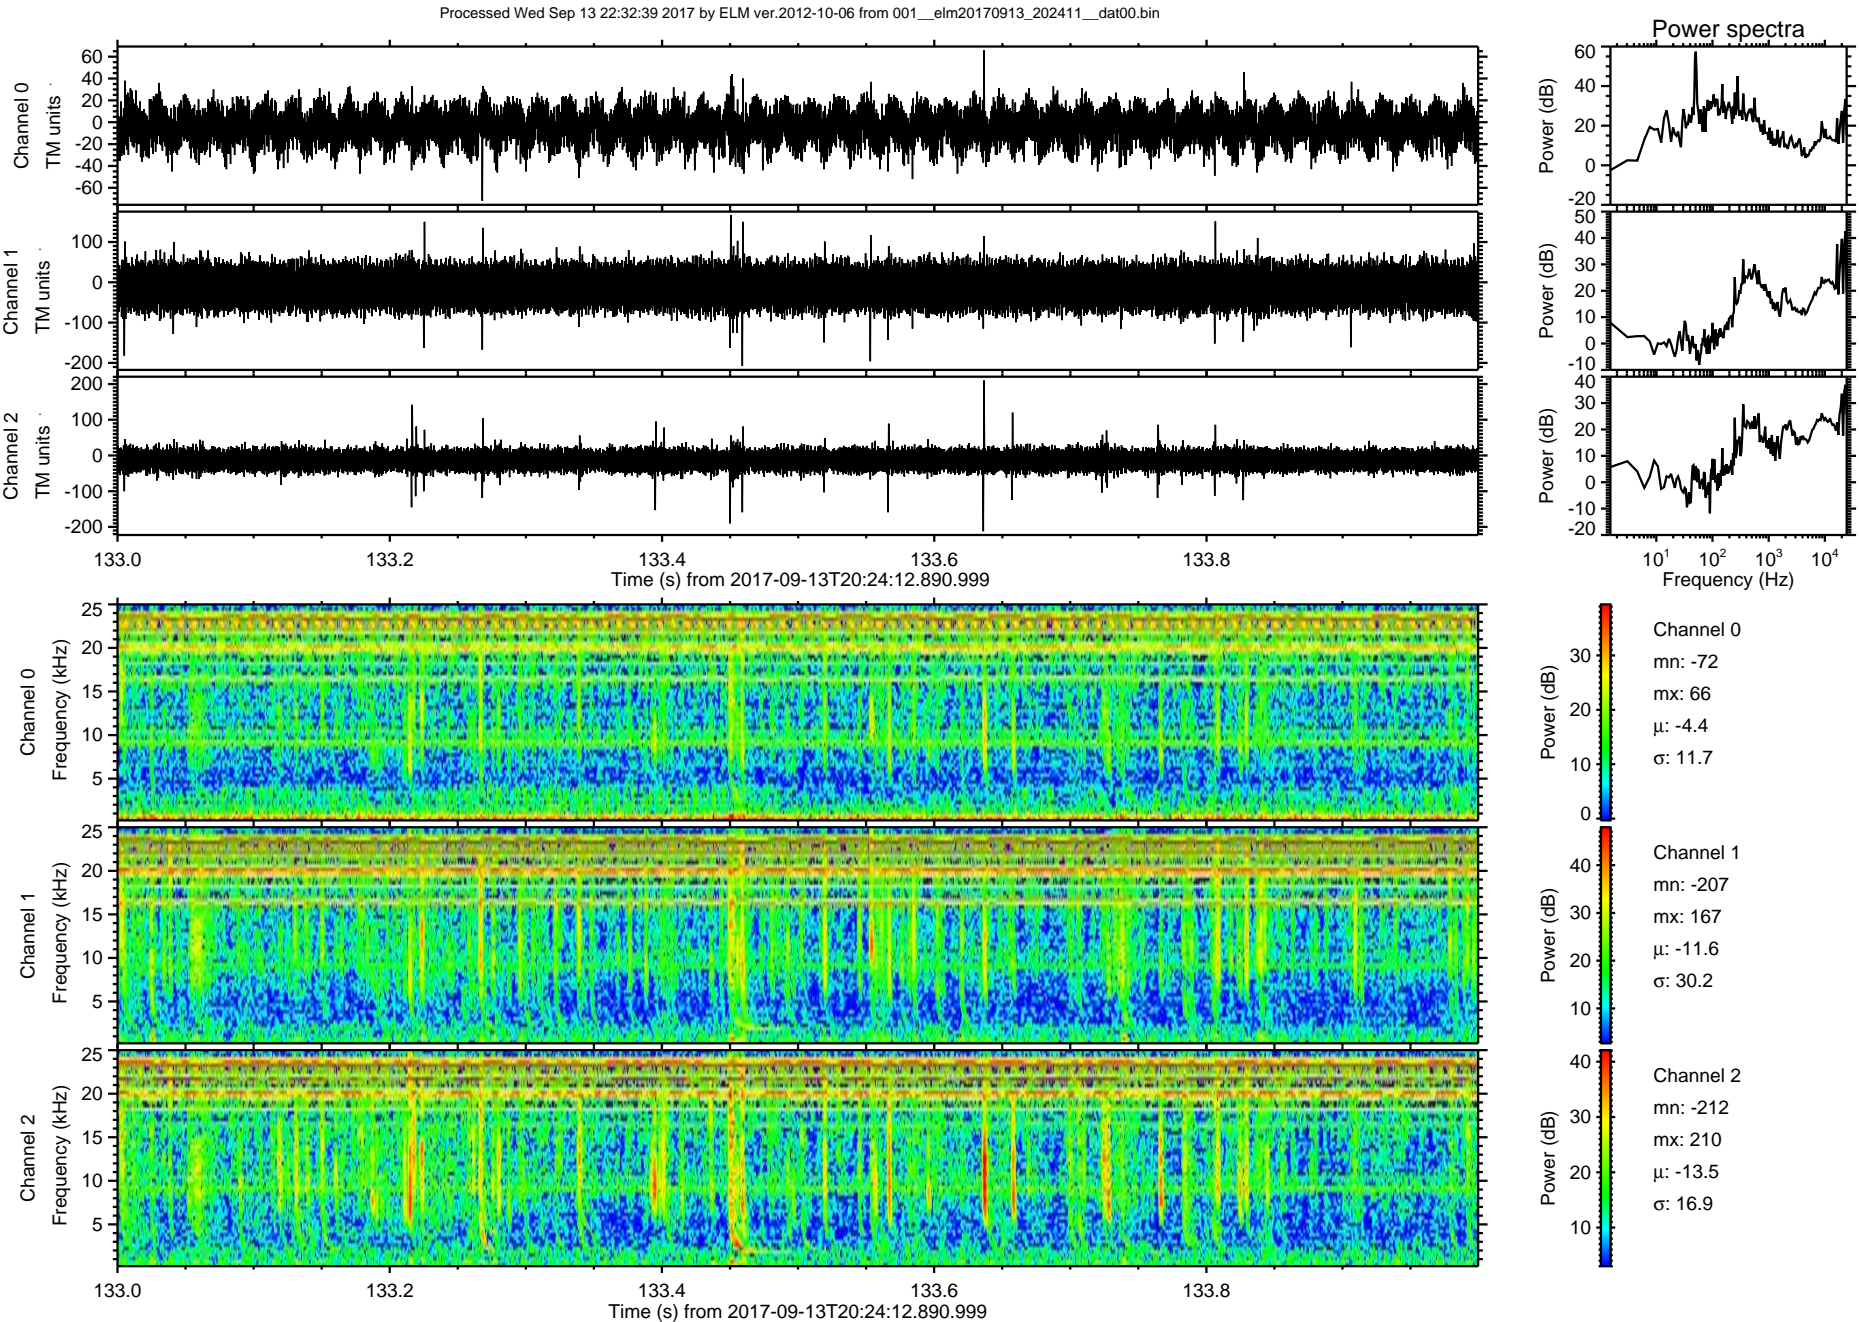 Processed Wed Sep 13 22:32:39 2017 by ELM ver.2012-10-06 from 001__elm20170913_202411__dat00.bin
Power spectra
Channel 0
TM units
60
40
20
0
-20
-40
-60
Power (dB)
60
40
20
0
-20
Channel 1
TM units
100
0
-100
-200
Power (dB)
50
40
30
20
10
0
-10
Channel 2
TM units
200
100
0
-100
-200
Power (dB)
40
30
20
10
0
-10
-20
133.0 133.2 133.4 133.6 133.8
Time (s) from 2017-09-13T20:24:12.890.999
10^1 10^2 10^3 10^4
Frequency (Hz)
Channel 0
Frequency (kHz)
25
20
15
10
5
Power (dB)
30
20
10
0
Channel 0
mn: -72
mx: 66
μ: -4.4
σ: 11.7
Channel 1
Frequency (kHz)
25
20
15
10
5
Power (dB)
40
30
20
10
Channel 1
mn: -207
mx: 167
μ: -11.6
σ: 30.2
Channel 2
Frequency (kHz)
25
20
15
10
5
Power (dB)
40
30
20
10
Channel 2
mn: -212
mx: 210
μ: -13.5
σ: 16.9
133.0 133.2 133.4 133.6 133.8
Time (s) from 2017-09-13T20:24:12.890.999